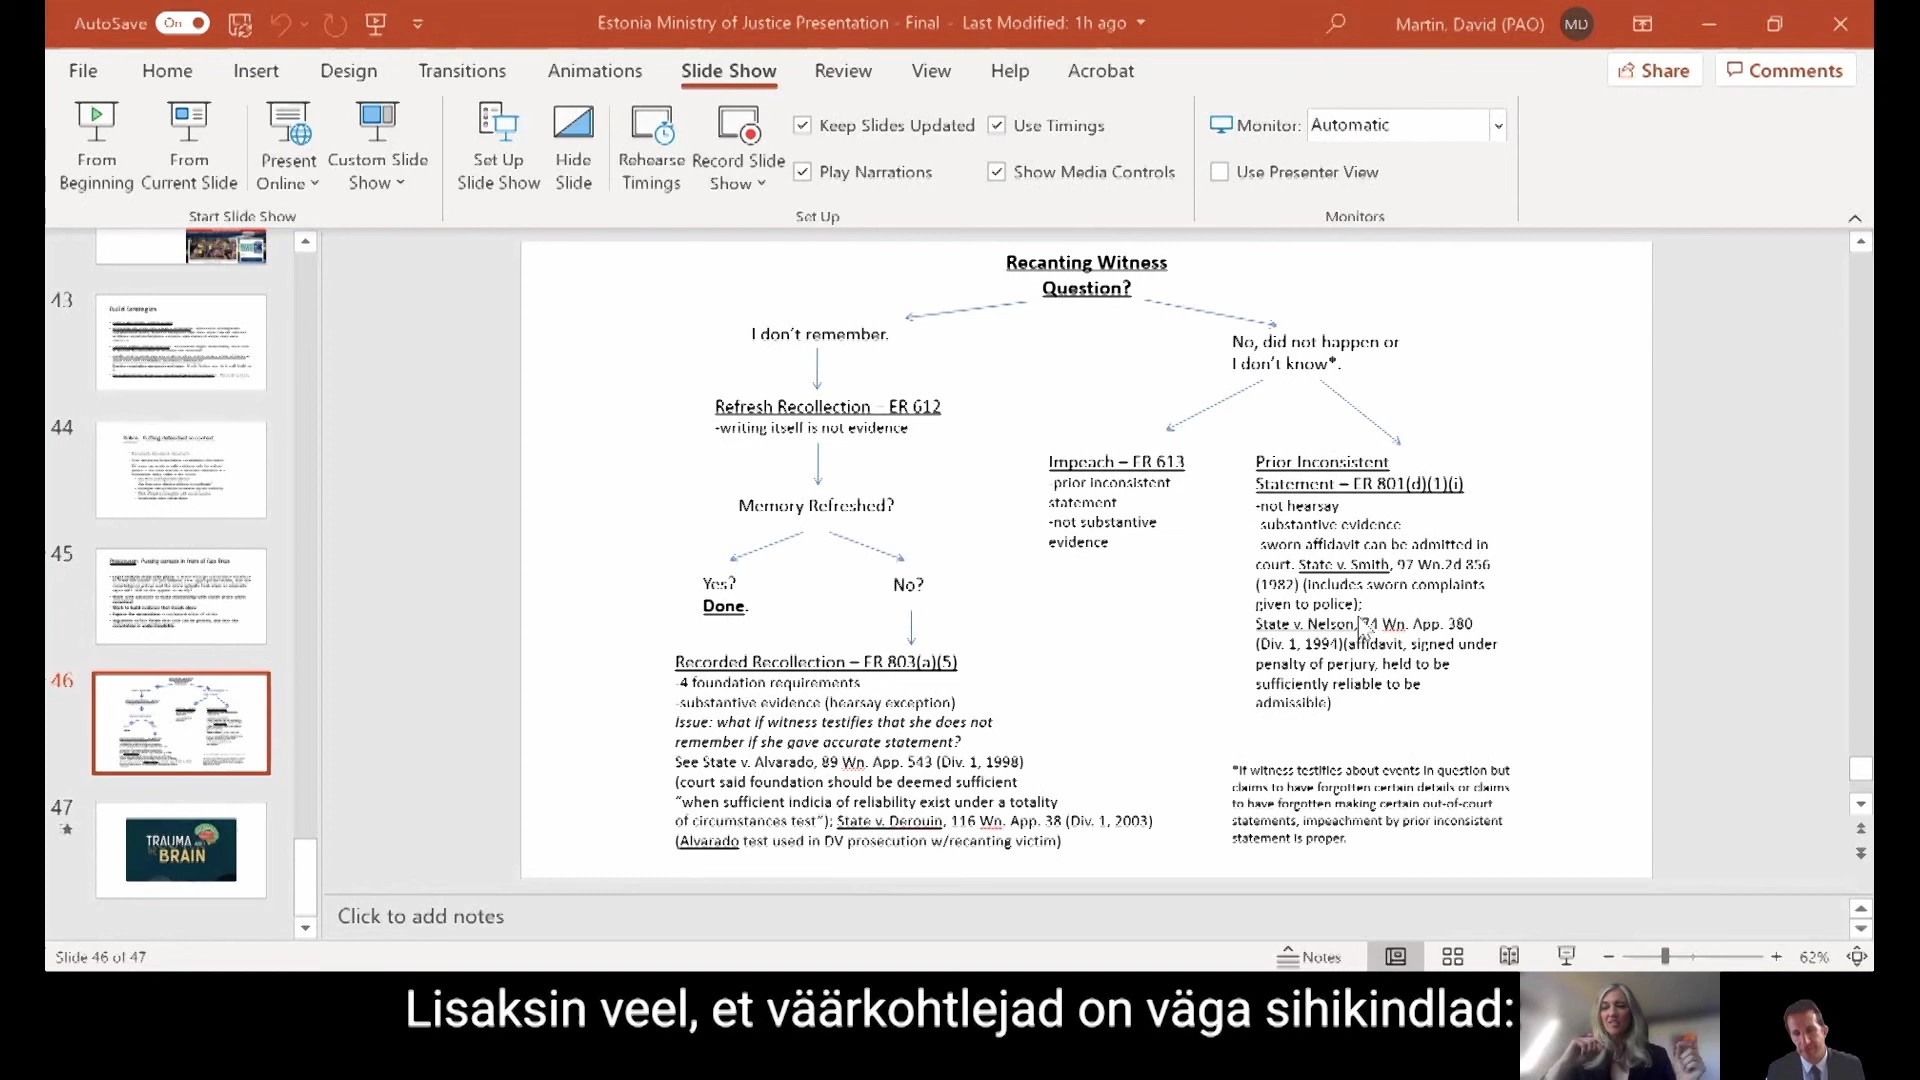 AutoSave On
Estonia Ministry of Justice Presentation - Final - Last Modified: 1h ago
Martin, David (PAO) MD
File Home Insert Design Transitions Animations Slide Show Review View Help Acrobat
Share Comments
From Beginning
From Current Slide
Present Online
Custom Slide Show
Set Up Slide Show
Hide Slide
Rehearse Timings
Record Slide Show
Keep Slides Updated
Use Timings
Play Narrations
Show Media Controls
Monitor: Automatic
Use Presenter View
Start Slide Show
Set Up
Monitors
43
44
45
46
47
TRAUMA AND
THE BRAIN
Recanting Witness
Question?
I don't remember.
Refresh Recollection – ER 612
-writing itself is not evidence
Memory Refreshed?
Yes?
Done.
No?
Recorded Recollection – ER 803(a)(5)
-4 foundation requirements
-substantive evidence (hearsay exception)
Issue: what if witness testifies that she does not
remember if she gave accurate statement?
See State v. Alvarado, 89 Wn. App. 543 (Div. 1, 1998)
(court said foundation should be deemed sufficient
"when sufficient indicia of reliability exist under a totality
of circumstances test"); State v. Derouin, 116 Wn. App. 38 (Div. 1, 2003)
(Alvarado test used in DV prosecution w/recanting victim)
No, did not happen or
I don't know*.
Impeach – ER 613
-prior inconsistent
statement
-not substantive
evidence
Prior Inconsistent
Statement – ER 801(d)(1)(i)
-not hearsay
-substantive evidence
-sworn affidavit can be admitted in
court. State v. Smith, 97 Wn.2d 856
(1982) (includes sworn complaints
given to police);
State v. Nelson, 74 Wn. App. 380
(Div. 1, 1994)(affidavit, signed under
penalty of perjury, held to be
sufficiently reliable to be
admissible)
*If witness testifies about events in question but
claims to have forgotten certain details or claims
to have forgotten making certain out-of-court
statements, impeachment by prior inconsistent
statement is proper.
Click to add notes
Slide 46 of 47
Notes
62%
Lisaksin veel, et väärkohtlejad on väga sihikindlad: